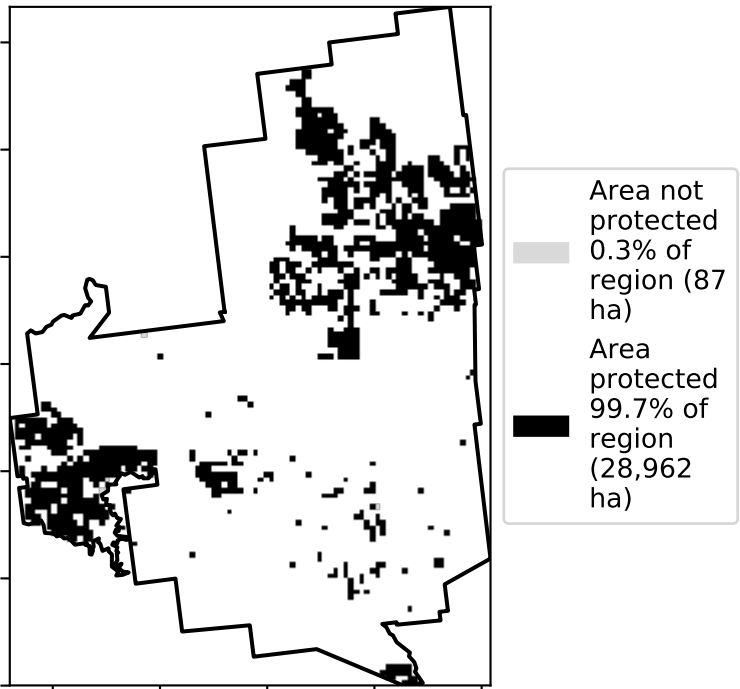 Area not
protected
0.3% of
region (87
ha)
Area
protected
99.7% of
region
(28,962
ha)